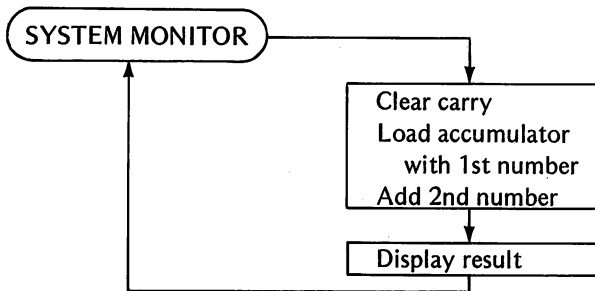 SYSTEM MONITOR
Clear carry
Load accumulator
with 1st number
Add 2nd number
Display result